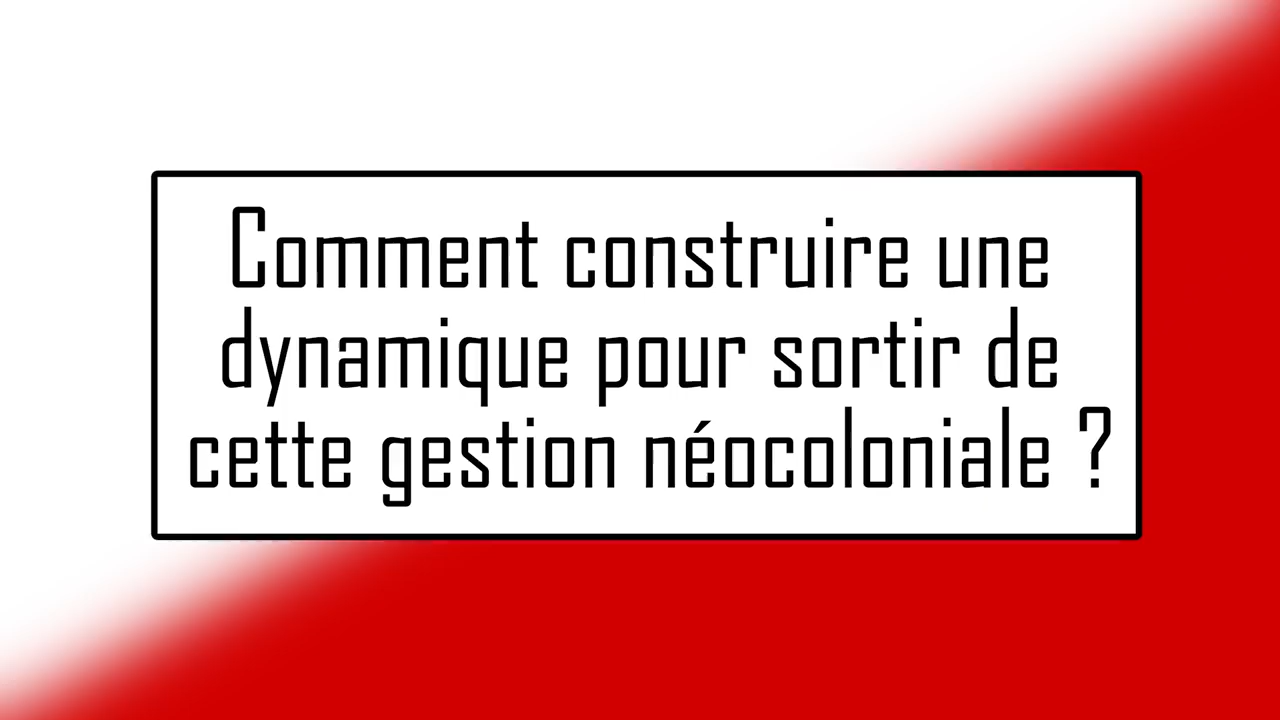 Comment construire une
dynamique pour sortir de
cette gestion néocoloniale ?